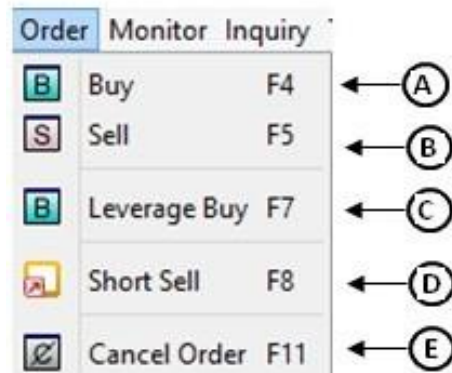 Order Monitor Inquiry
B Buy F4 A
S Sell F5 B
B Leverage Buy F7 C
Short Sell F8 D
Cancel Order F11 E